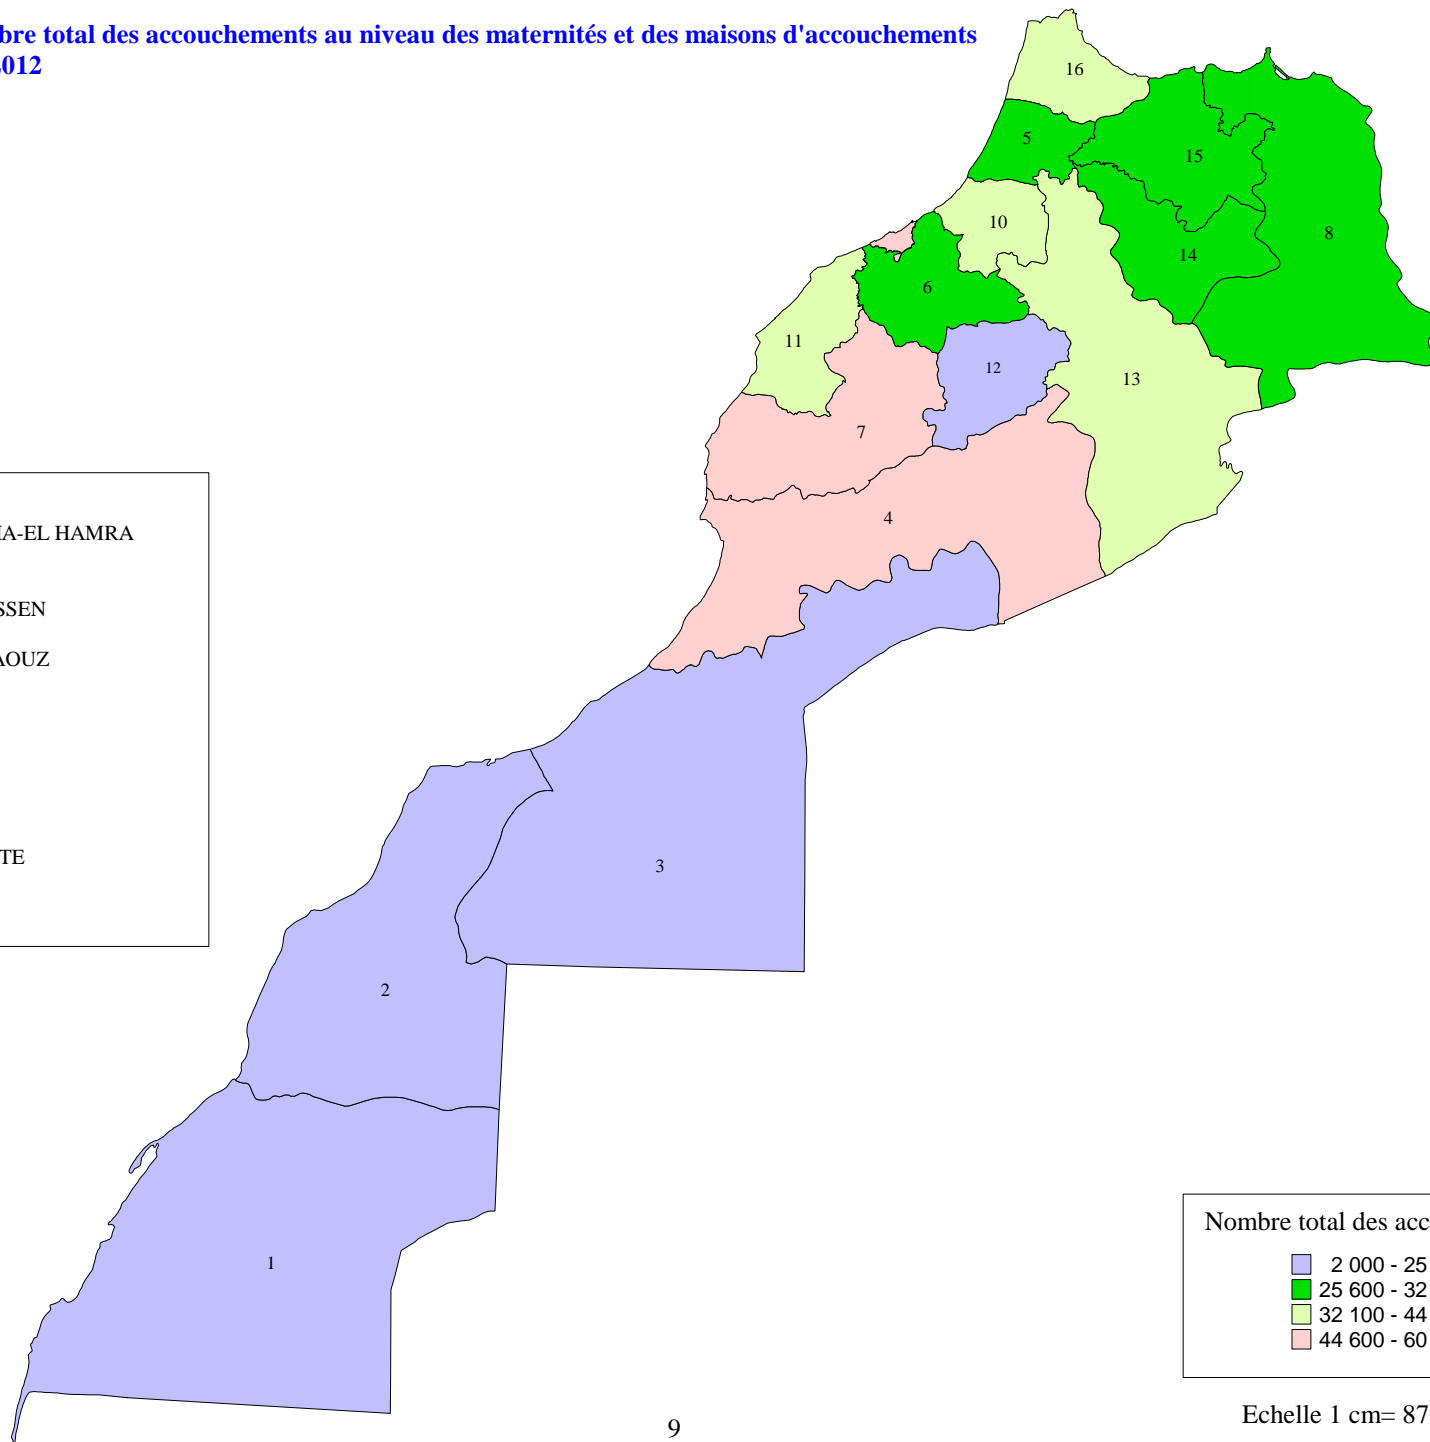 bre total des accouchements au niveau des maternités et des maisons d'accouchements
2012
16
5
15
10
8
14
6
11
12
13
7
4
IA-EL HAMRA
SSEN
AOUZ
TE
3
2
1
Nombre total des acc
2 000 - 25
25 600 - 32
32 100 - 44
44 600 - 60
Echelle 1 cm= 87
9